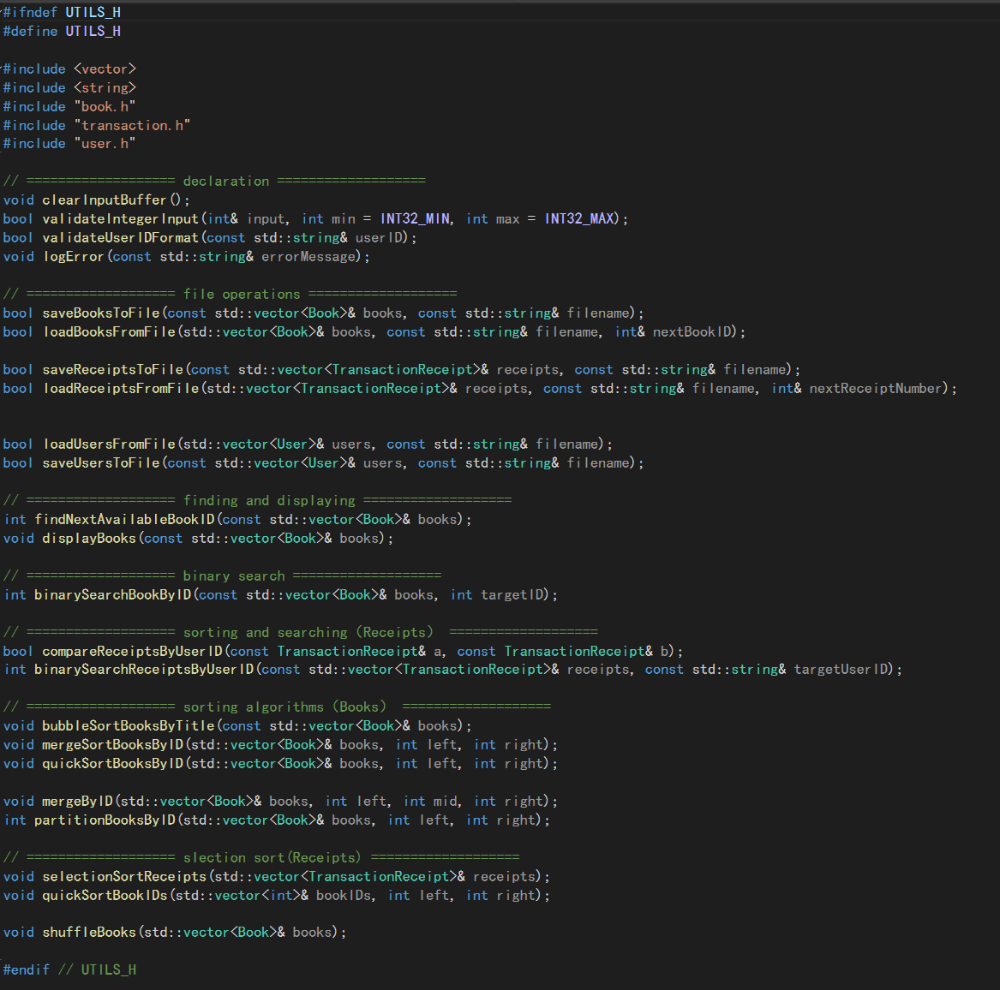 #ifndef UTILS_H
#define UTILS_H
#include <vector>
#include <string>
#include "book.h"
#include "transaction.h"
#include "user.h"
// =================== declaration ===================
void clearInputBuffer();
bool validateIntegerInput(int& input, int min = INT32_MIN, int max = INT32_MAX);
bool validateUserIDFormat(const std::string& userID);
void logError(const std::string& errorMessage);
// =================== file operations ===================
bool saveBooksToFile(const std::vector<Book>& books, const std::string& filename);
bool loadBooksFromFile(std::vector<Book>& books, const std::string& filename, int& nextBookID);
bool saveReceiptsToFile(const std::vector<TransactionReceipt>& receipts, const std::string& filename);
bool loadReceiptsFromFile(std::vector<TransactionReceipt>& receipts, const std::string& filename, int& nextReceiptNumber);
bool loadUsersFromFile(std::vector<User>& users, const std::string& filename);
bool saveUsersToFile(const std::vector<User>& users, const std::string& filename);
// =================== finding and displaying ===================
int findNextAvailableBookID(const std::vector<Book>& books);
void displayBooks(const std::vector<Book>& books);
// =================== binary search ===================
int binarySearchBookByID(const std::vector<Book>& books, int targetID);
// =================== sorting and searching (Receipts) ===================
bool compareReceiptsByUserID(const TransactionReceipt& a, const TransactionReceipt& b);
int binarySearchReceiptsByUserID(const std::vector<TransactionReceipt>& receipts, const std::string& targetUserID);
// =================== sorting algorithms (Books) ===================
void bubbleSortBooksByTitle(const std::vector<Book>& books);
void mergeSortBooksByID(std::vector<Book>& books, int left, int right);
void quickSortBooksByID(std::vector<Book>& books, int left, int right);
void mergeByID(std::vector<Book>& books, int left, int mid, int right);
int partitionBooksByID(std::vector<Book>& books, int left, int right);
// =================== slection sort(Receipts) ===================
void selectionSortReceipts(std::vector<TransactionReceipt>& receipts);
void quickSortBookIDs(std::vector<int>& bookIDs, int left, int right);
void shuffleBooks(std::vector<Book>& books);
#endif // UTILS_H